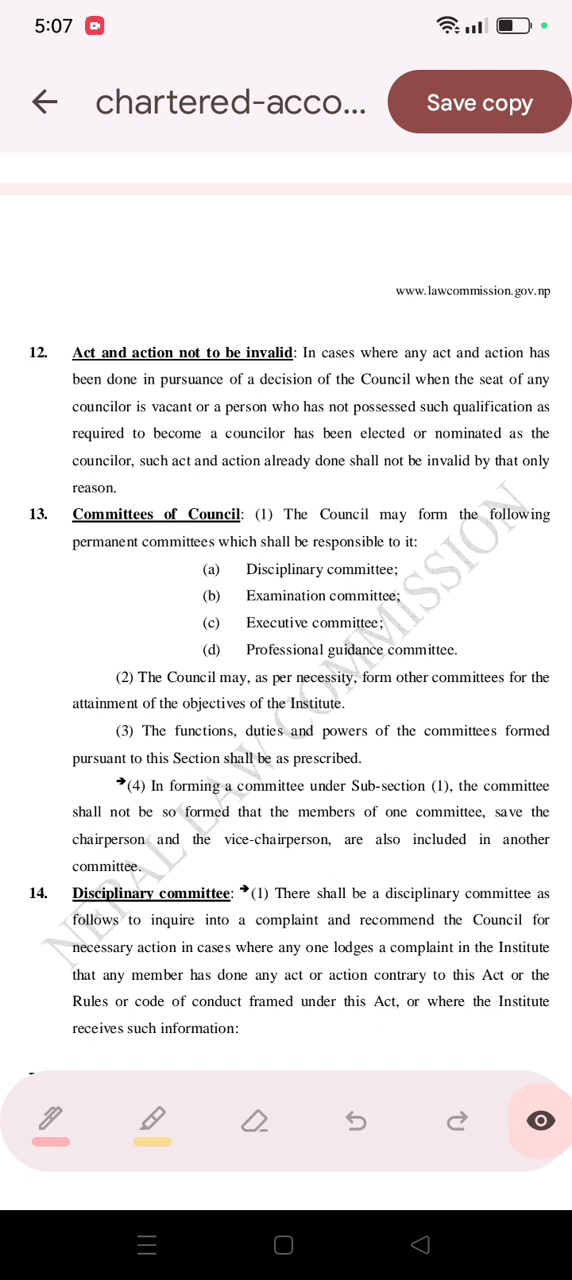 5:07
chartered-acco...
Save copy
www.lawcommission.gov.np
12. Act and action not to be invalid: In cases where any act and action has
been done in pursuance of a decision of the Council when the seat of any
councilor is vacant or a person who has not possessed such qualification as
required to become a councilor has been elected or nominated as the
councilor, such act and action already done shall not be invalid by that only
reason.
13. Committees of Council: (1) The Council may form the following
permanent committees which shall be responsible to it:
(a) Disciplinary committee;
(b) Examination committee;
(c) Executive committee;
(d) Professional guidance committee.
(2) The Council may, as per necessity, form other committees for the
attainment of the objectives of the Institute.
(3) The functions, duties and powers of the committees formed
pursuant to this Section shall be as prescribed.
➔(4) In forming a committee under Sub-section (1), the committee
shall not be so formed that the members of one committee, save the
chairperson and the vice-chairperson, are also included in another
committee.
14. Disciplinary committee: ➔(1) There shall be a disciplinary committee as
follows to inquire into a complaint and recommend the Council for
necessary action in cases where any one lodges a complaint in the Institute
that any member has done any act or action contrary to this Act or the
Rules or code of conduct framed under this Act, or where the Institute
receives such information:
NEPAL LAW COMMISSION